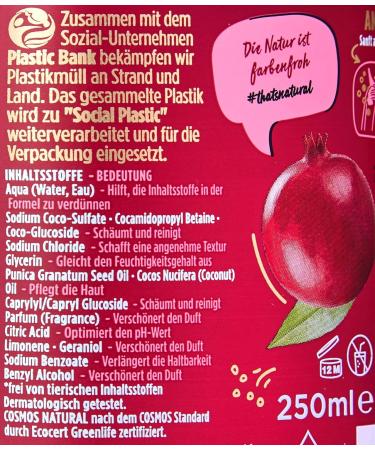 Zusammen mit dem
Sozial-Unternehmen
Plastic Bank bekämpfen wir
Plastikmüll an Strand und
Land. Das gesammelte Plastik
wird zu "Social Plastic"
weiterverarbeitet und für die
Verpackung eingesetzt.
INHALTSSTOFFE - BEDEUTUNG
Aqua (Water, Eau) - Hilft, die Inhaltsstoffe in der
Formel zu verdünnen
Sodium Coco-Sulfate · Cocamidopropyl Betaine ·
Coco-Glucoside - Schäumt und reinigt
Sodium Chloride - Schafft eine angenehme Textur
Glycerin - Gleicht den Feuchtigkeitsgehalt aus
Punica Granatum Seed Oil · Cocos Nucifera (Coconut)
Oil - Pflegt die Haut
Caprylyl/Capryl Glucoside - Schäumt und reinigt
Parfum (Fragrance) - Verschönert den Duft
Citric Acid - Optimiert den pH-Wert
Limonene · Geraniol - Verschönert den Duft
Sodium Benzoate - Verlängert die Haltbarkeit
Benzyl Alcohol - Verschönert den Duft
*frei von tierischen Inhaltsstoffen
Dermatologisch getestet.
COSMOS NATURAL nach dem COSMOS Standard
durch Ecocert Greenlife zertifiziert.
Die Natur ist
farbenfroh
#thatsnatural
12 M
250ml e